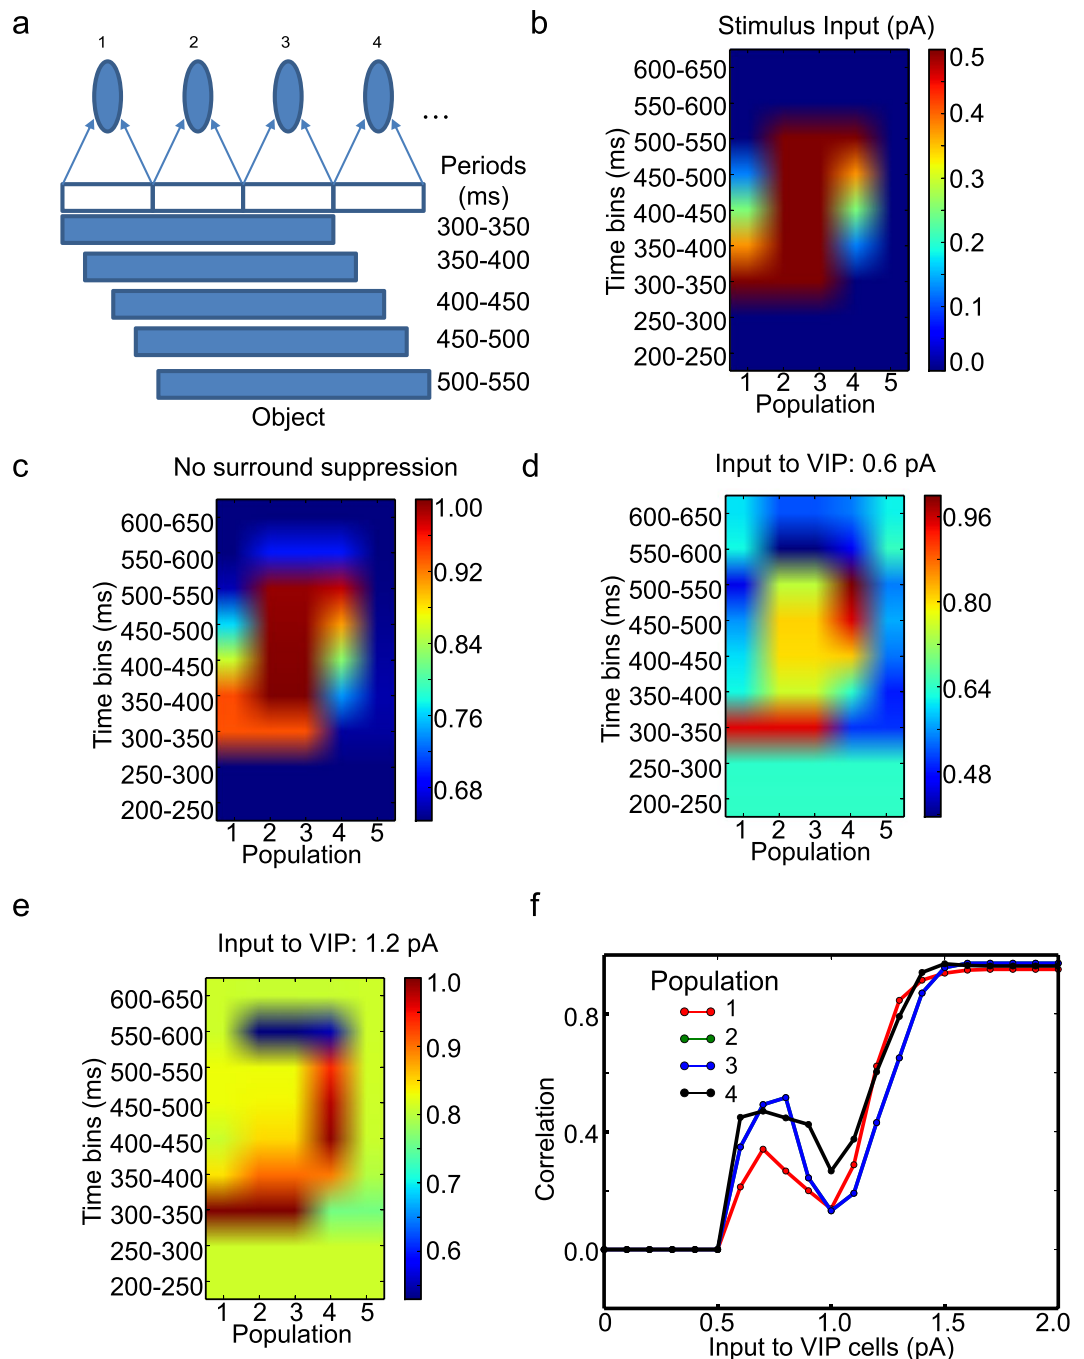 a
1 2 3 4
...
Periods
(ms)
300-350
350-400
400-450
450-500
500-550
Object
b
Stimulus Input (pA)
Time bins (ms)
600-650
550-600
500-550
450-500
400-450
350-400
300-350
250-300
200-250
1 2 3 4 5
Population
0.5
0.4
0.3
0.2
0.1
0.0
c
No surround suppression
Time bins (ms)
600-650
550-600
500-550
450-500
400-450
350-400
300-350
250-300
200-250
1 2 3 4 5
Population
1.00
0.92
0.84
0.76
0.68
d
Input to VIP: 0.6 pA
Time bins (ms)
600-650
550-600
500-550
450-500
400-450
350-400
300-350
250-300
200-250
1 2 3 4 5
Population
0.96
0.80
0.64
0.48
e
Input to VIP: 1.2 pA
Time bins (ms)
600-650
550-600
500-550
450-500
400-450
350-400
300-350
250-300
200-250
1 2 3 4 5
Population
1.0
0.9
0.8
0.7
0.6
f
Population
1
2
3
4
Correlation
0.8
0.4
0.0
0 0.5 1.0 1.5 2.0
Input to VIP cells (pA)